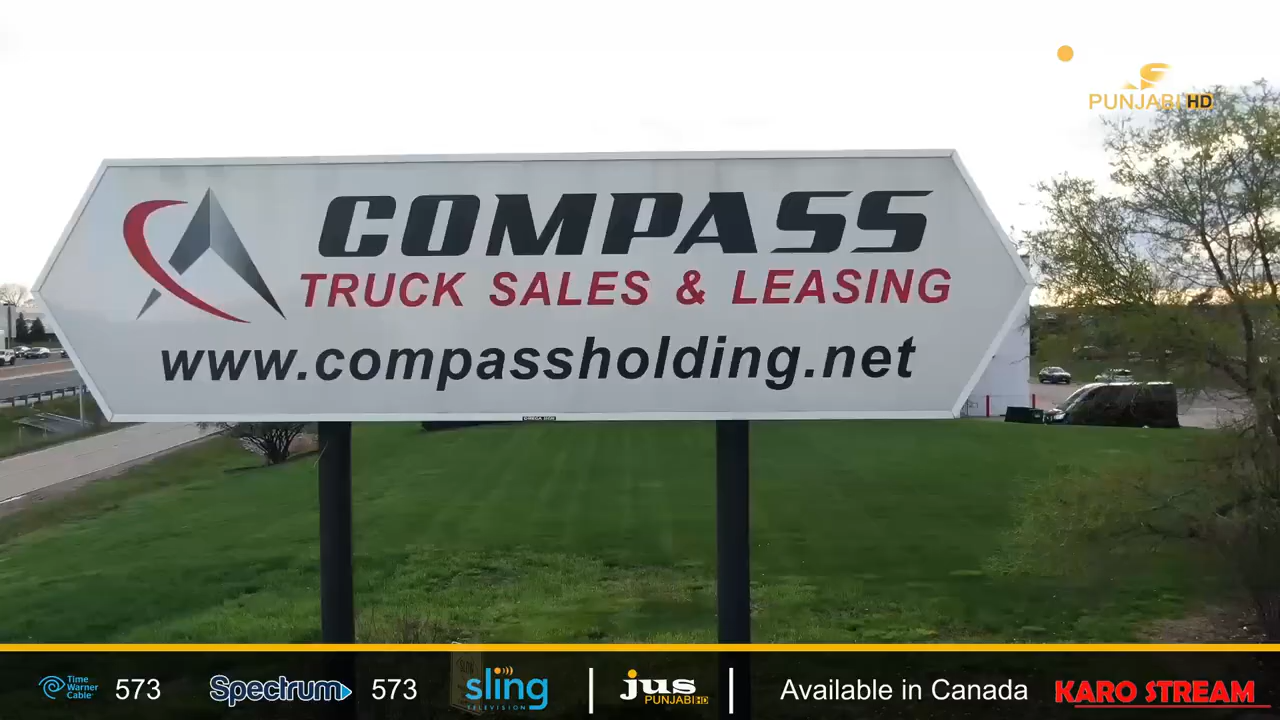 PUNJABI HD
COMPASS
TRUCK SALES & LEASING
www.compassholding.net
Time Warner Cable 573 Spectrum 573 sling TELEVISION jus PUNJABI HD Available in Canada KARO STREAM